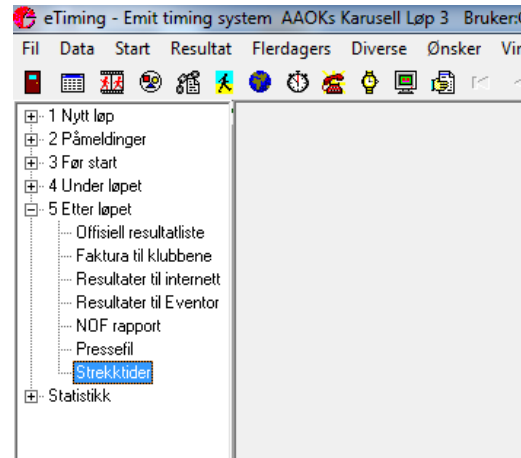 eTiming - Emit timing system AAOKs Karusell Løp 3 Bruker:
Fil Data Start Resultat Flerdagers Diverse Ønsker
1 Nytt løp
2 Påmeldinger
3 Før start
4 Under løpet
5 Etter løpet
Offisiell resultatliste
Faktura til klubbene
Resultater til internett
Resultater til Eventor
NOF rapport
Pressefil
Strekktider
Statistikk